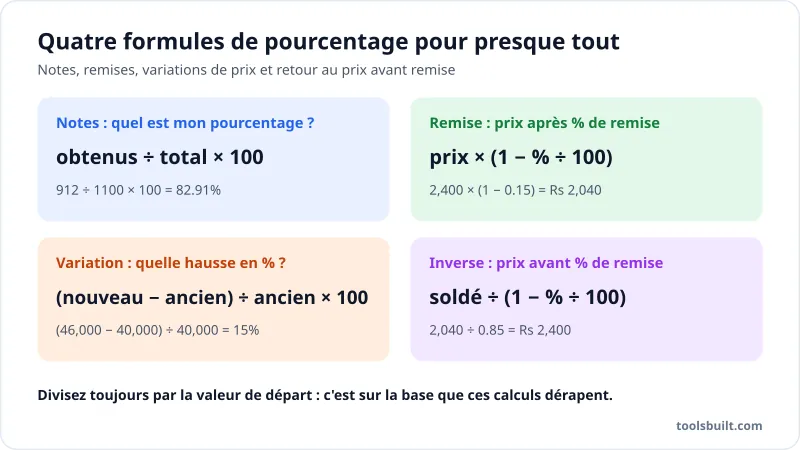 Quatre formules de pourcentage pour presque tout
Notes, remises, variations de prix et retour au prix avant remise
Notes : quel est mon pourcentage ?
obtenus ÷ total × 100
912 ÷ 1100 × 100 = 82.91%
Remise : prix après % de remise
prix × (1 − % ÷ 100)
2,400 × (1 − 0.15) = Rs 2,040
Variation : quelle hausse en % ?
(nouveau − ancien) ÷ ancien × 100
(46,000 − 40,000) ÷ 40,000 = 15%
Inverse : prix avant % de remise
soldé ÷ (1 − % ÷ 100)
2,040 ÷ 0.85 = Rs 2,400
Divisez toujours par la valeur de départ : c'est sur la base que ces calculs dérapent.
toolsbuilt.com